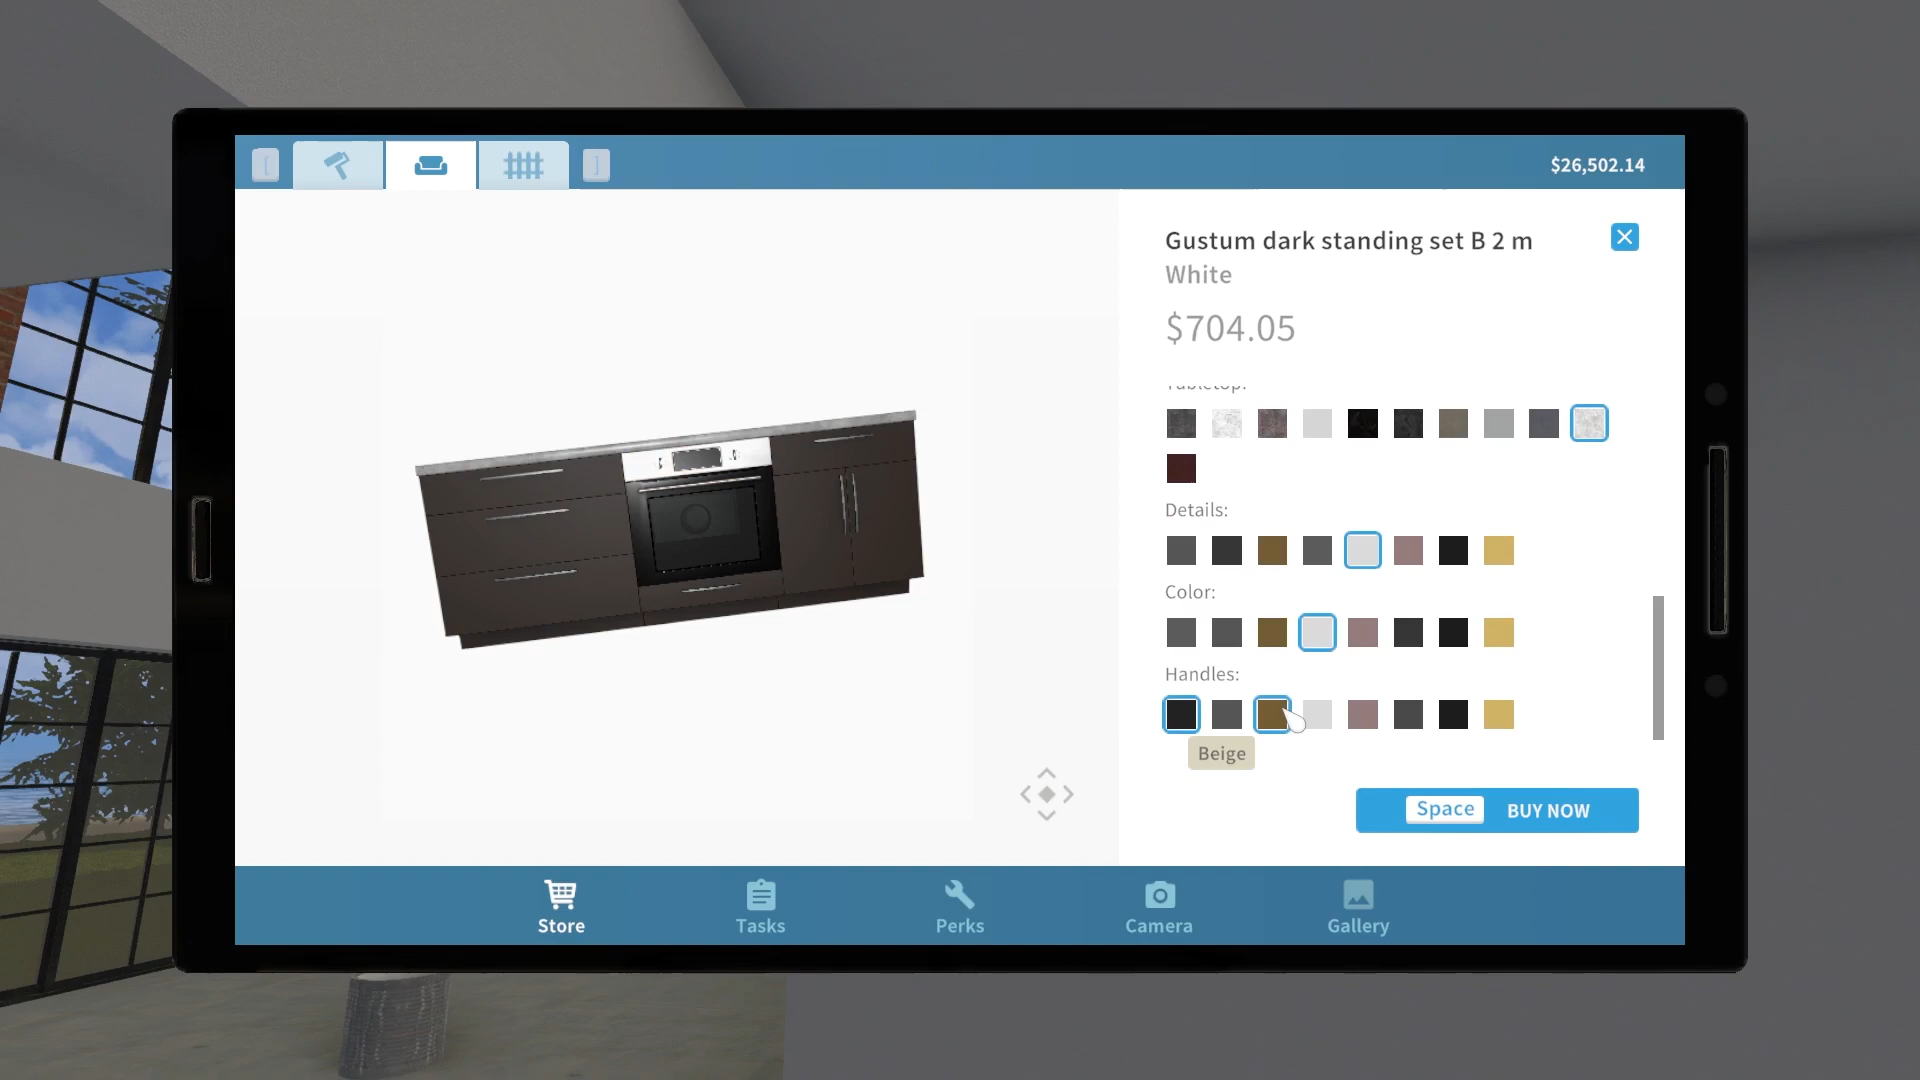 [
]
$26,502.14
Gustum dark standing set B 2 m
White
$704.05
Tabletop:
Details:
Color:
Handles:
Beige
Space BUY NOW
Store
Tasks
Perks
Camera
Gallery